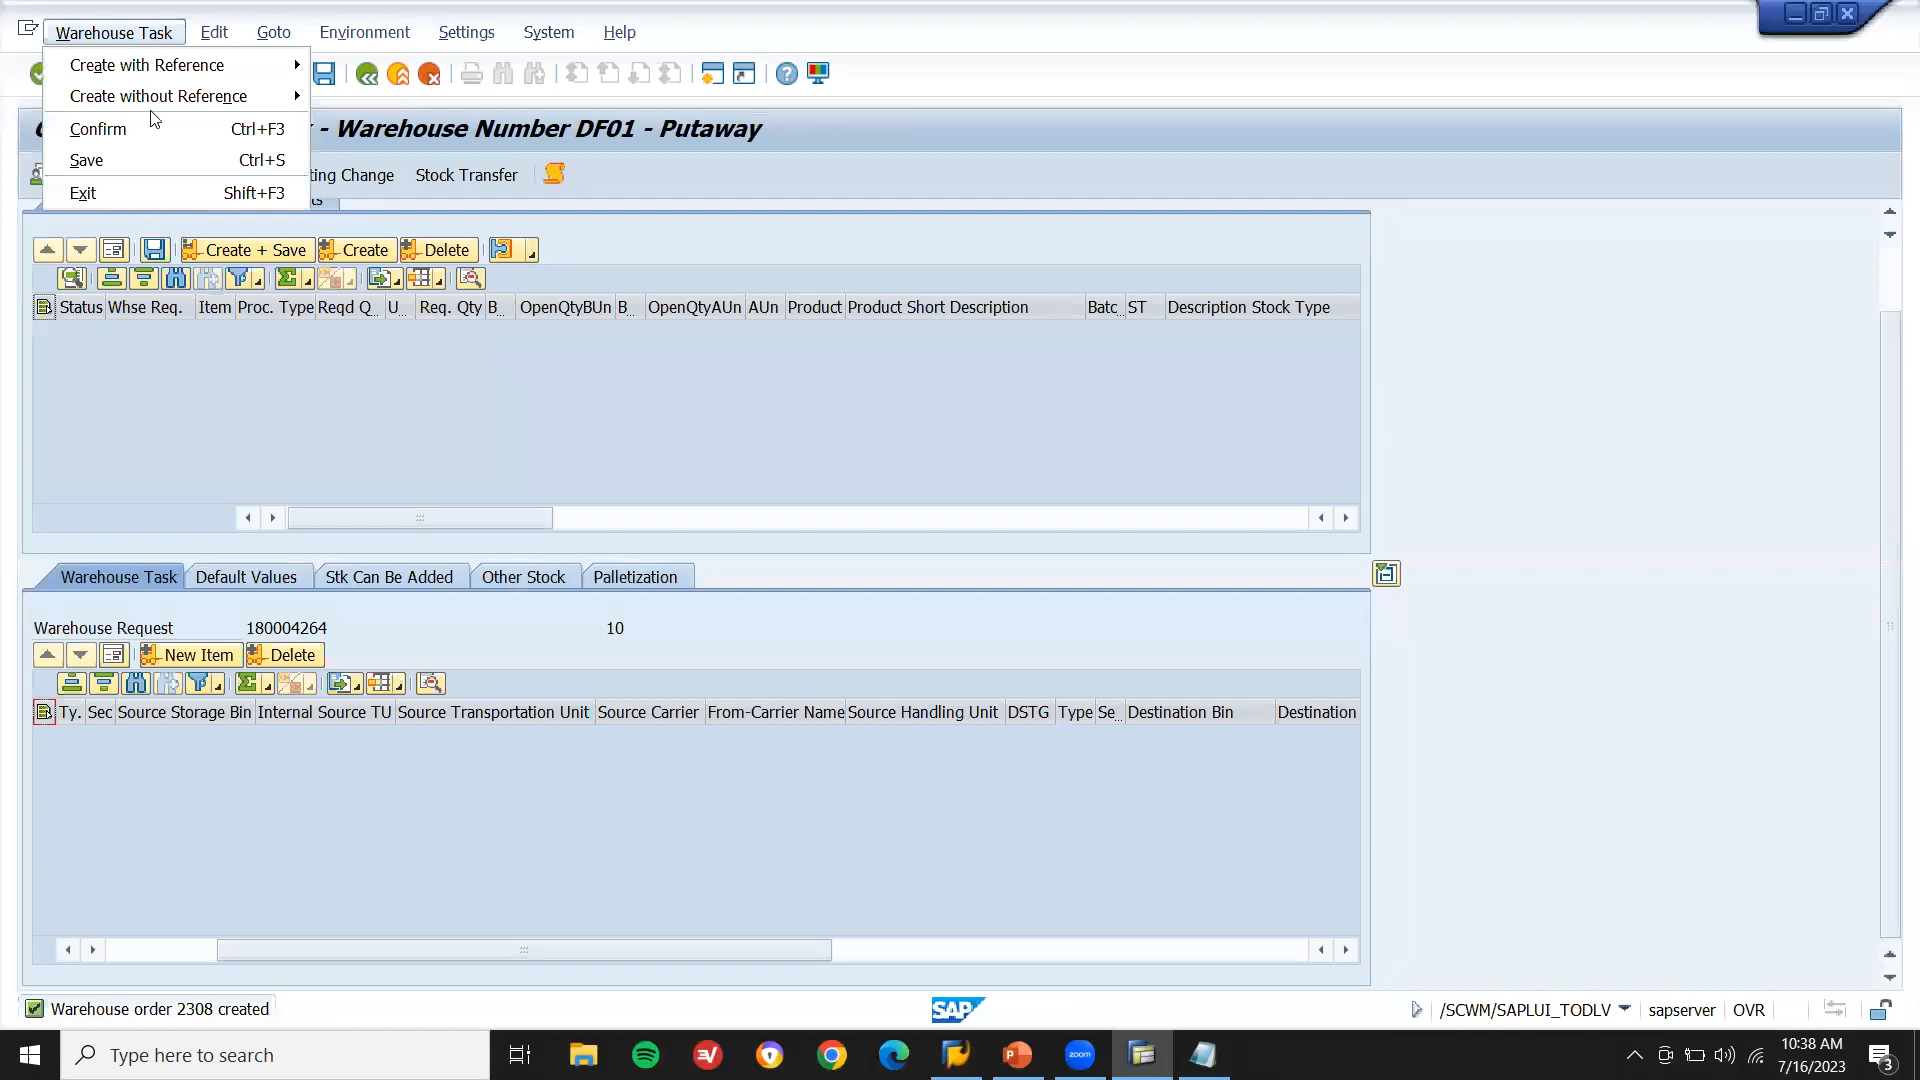 Warehouse Task Edit Goto Environment Settings System Help
Create with Reference
Create without Reference
Confirm Ctrl+F3
Save Ctrl+S
Exit Shift+F3
- Warehouse Number DF01 - Putaway
ting Change Stock Transfer
ts
Create + Save Create Delete
Status Whse Req. Item Proc. Type Reqd Q... U... Req. Qty B... OpenQtyBUn B... OpenQtyAUn AUn Product Product Short Description Batc... ST Description Stock Type
Warehouse Task Default Values Stk Can Be Added Other Stock Palletization
Warehouse Request 180004264 10
New Item Delete
Ty. Sec Source Storage Bin Internal Source TU Source Transportation Unit Source Carrier From-Carrier Name Source Handling Unit DSTG Type Se... Destination Bin Destination
Warehouse order 2308 created SAP /SCWM/SAPLUI_TODLV sapserver OVR
Type here to search zoom 10:38 AM
7/16/2023 3